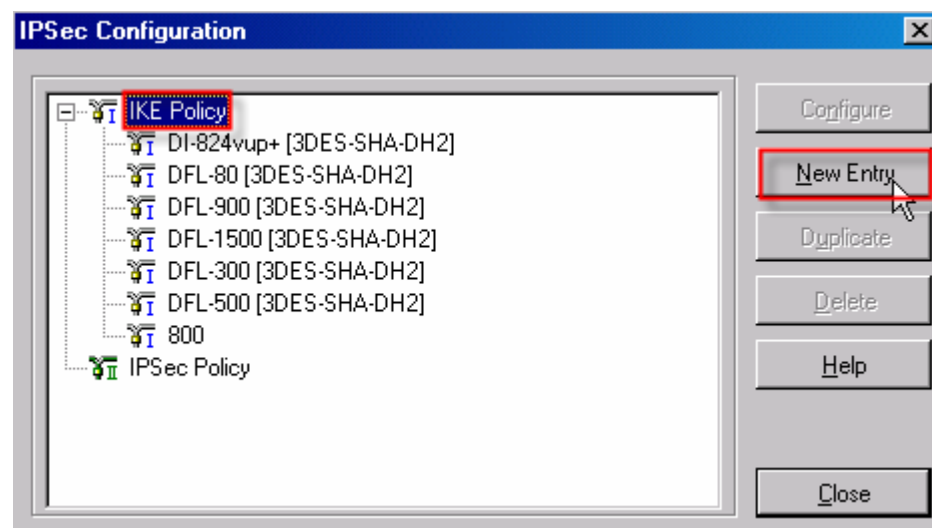 IPSec Configuration
IKE Policy
DI-824vup+ [3DES-SHA-DH2]
DFL-80 [3DES-SHA-DH2]
DFL-900 [3DES-SHA-DH2]
DFL-1500 [3DES-SHA-DH2]
DFL-300 [3DES-SHA-DH2]
DFL-500 [3DES-SHA-DH2]
800
IPSec Policy
Configure
New Entry
Duplicate
Delete
Help
Close